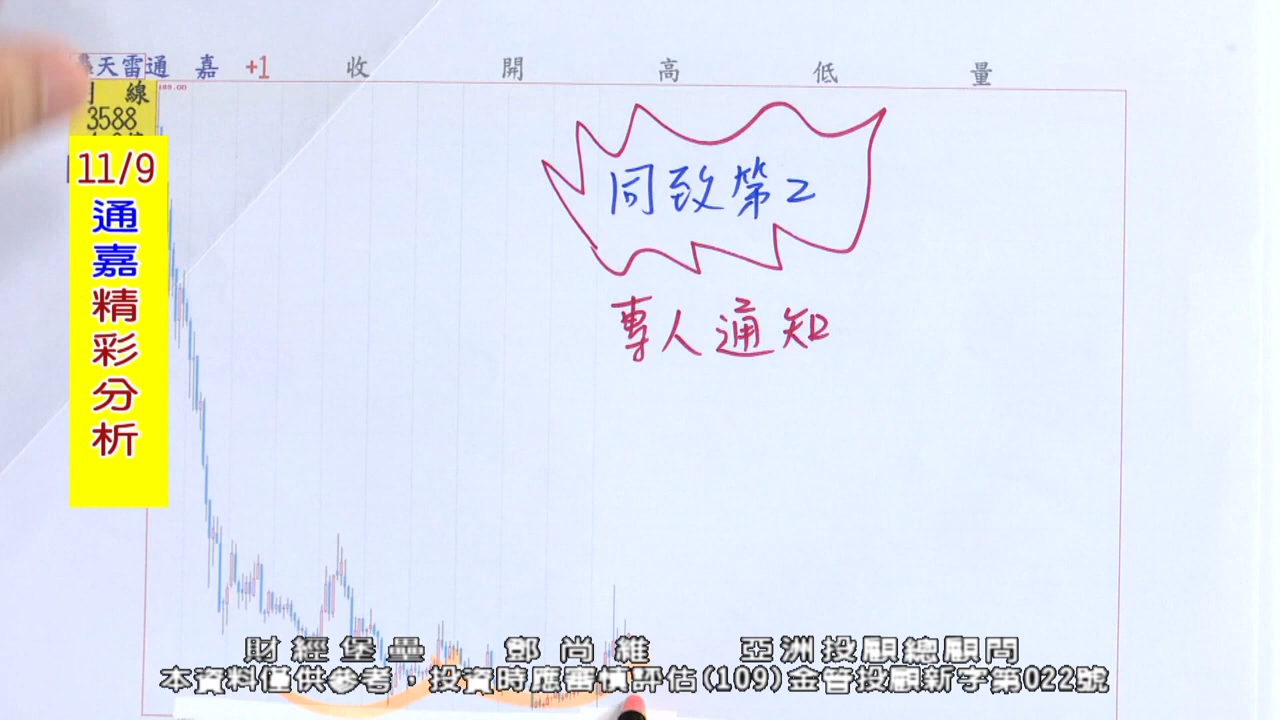 天雷通 嘉 +1 收 開 高 低 量
線
3588
108.00
11/9
通嘉精彩分析
同致第2
專人通知
財經堡壘 鄧尚維 亞洲投顧總顧問
本資料僅供參考，投資時應審慎評估(109)金管投顧新字第022號